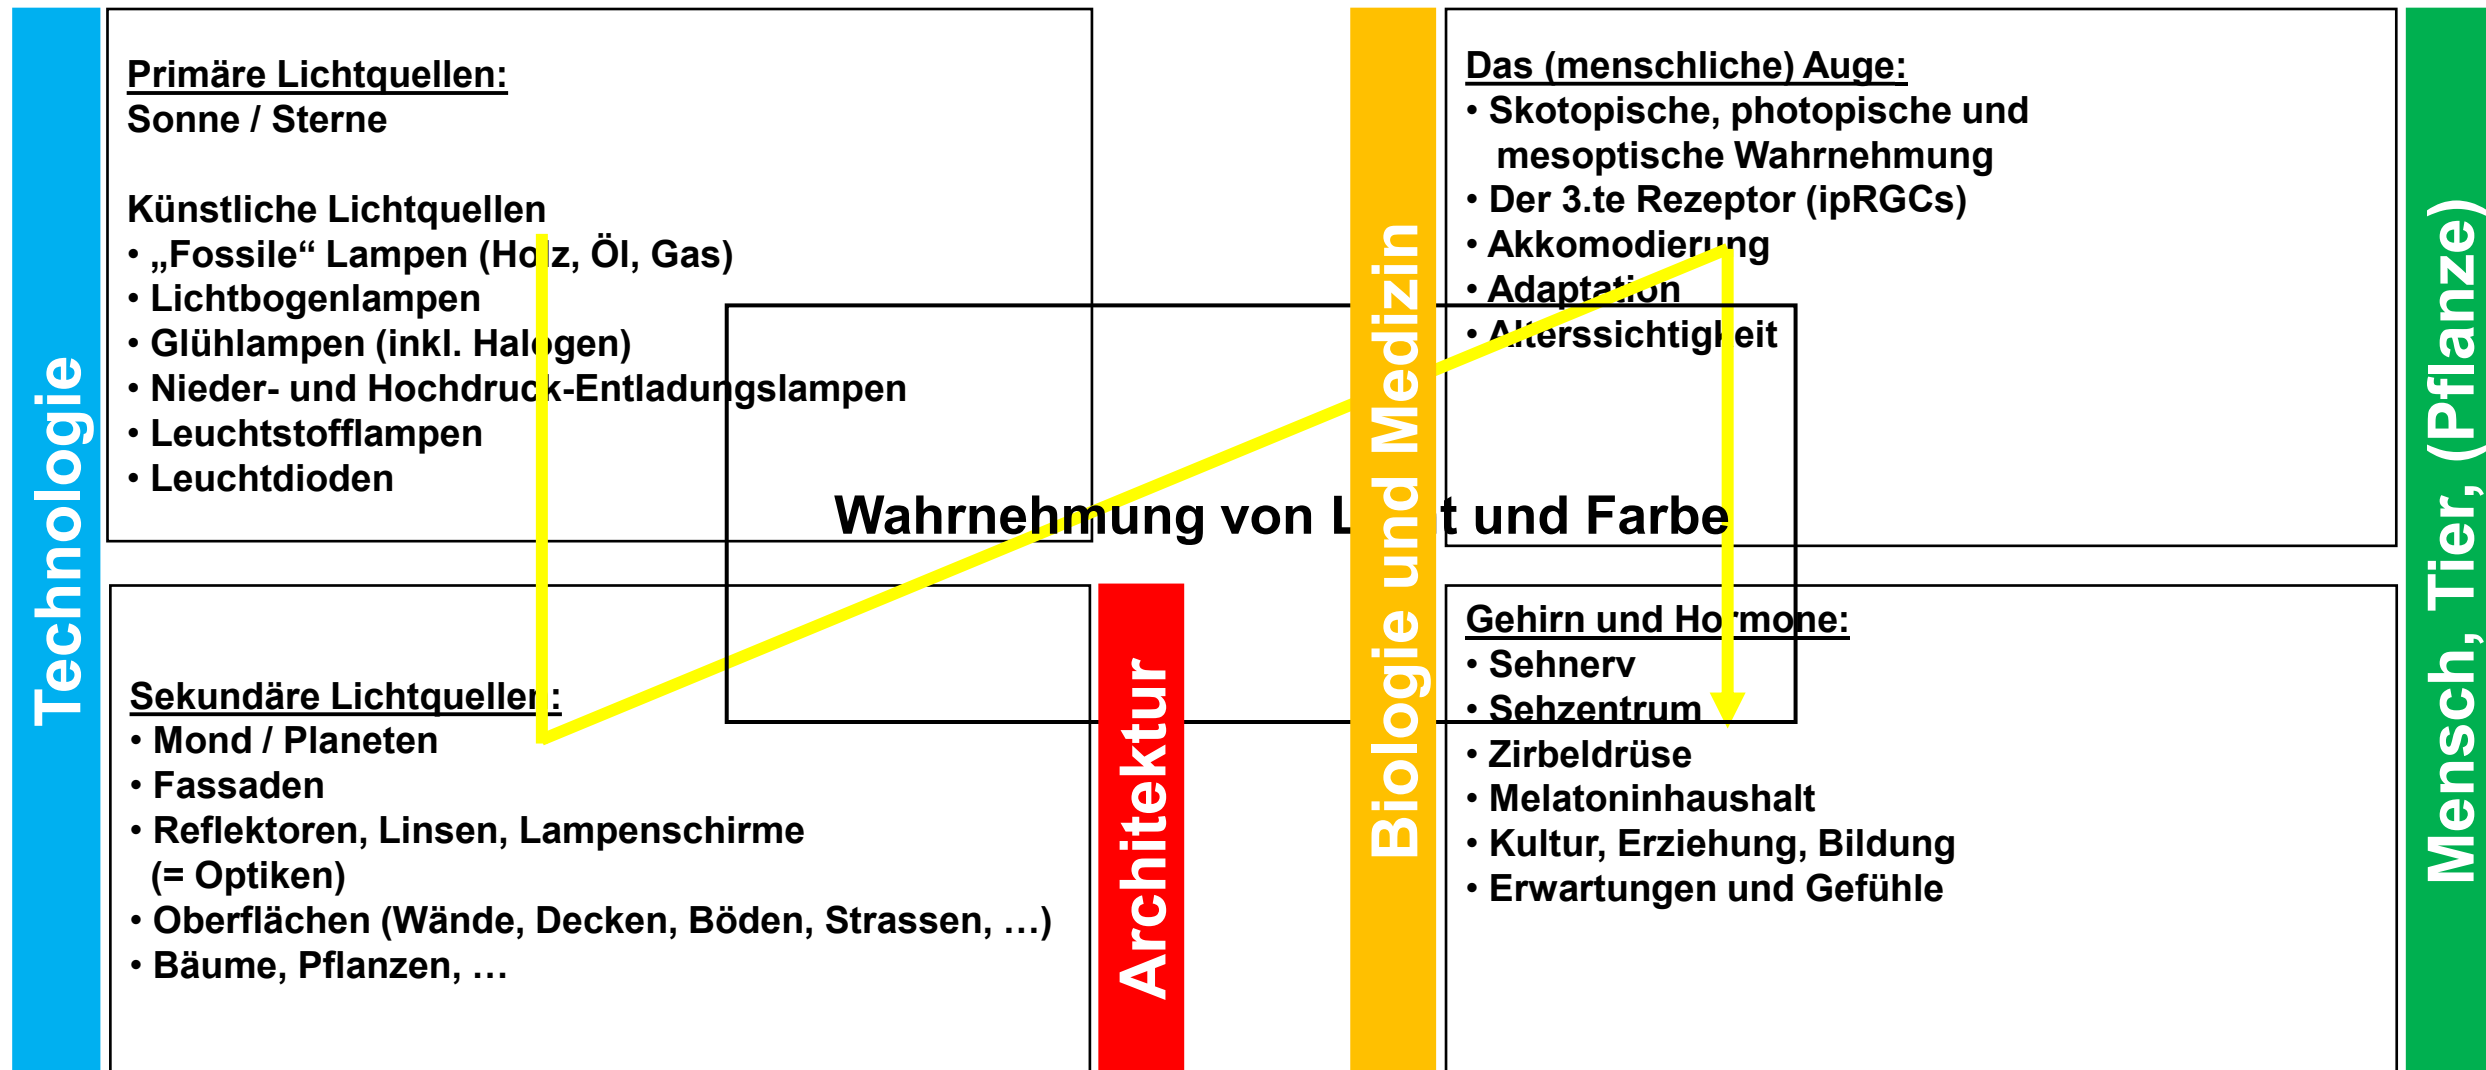 Technologie
Primäre Lichtquellen:
Sonne / Sterne
Künstliche Lichtquellen
• „Fossile“ Lampen (Holz, Öl, Gas)
• Lichtbogenlampen
• Glühlampen (inkl. Halogen)
• Nieder- und Hochdruck-Entladungslampen
• Leuchtstofflampen
• Leuchtdioden
Sekundäre Lichtquellen:
• Mond / Planeten
• Fassaden
• Reflektoren, Linsen, Lampenschirme
(= Optiken)
• Oberflächen (Wände, Decken, Böden, Strassen, …)
• Bäume, Pflanzen, …
Architektur
Wahrnehmung von Licht und Farbe
Biologie und Medizin
Das (menschliche) Auge:
• Skotopische, photopische und
mesoptische Wahrnehmung
• Der 3.te Rezeptor (ipRGCs)
• Akkomodierung
• Adaptation
• Alterssichtigkeit
Gehirn und Hormone:
• Sehnerv
• Sehzentrum
• Zirbeldrüse
• Melatoninhaushalt
• Kultur, Erziehung, Bildung
• Erwartungen und Gefühle
Mensch, Tier, (Pflanze)